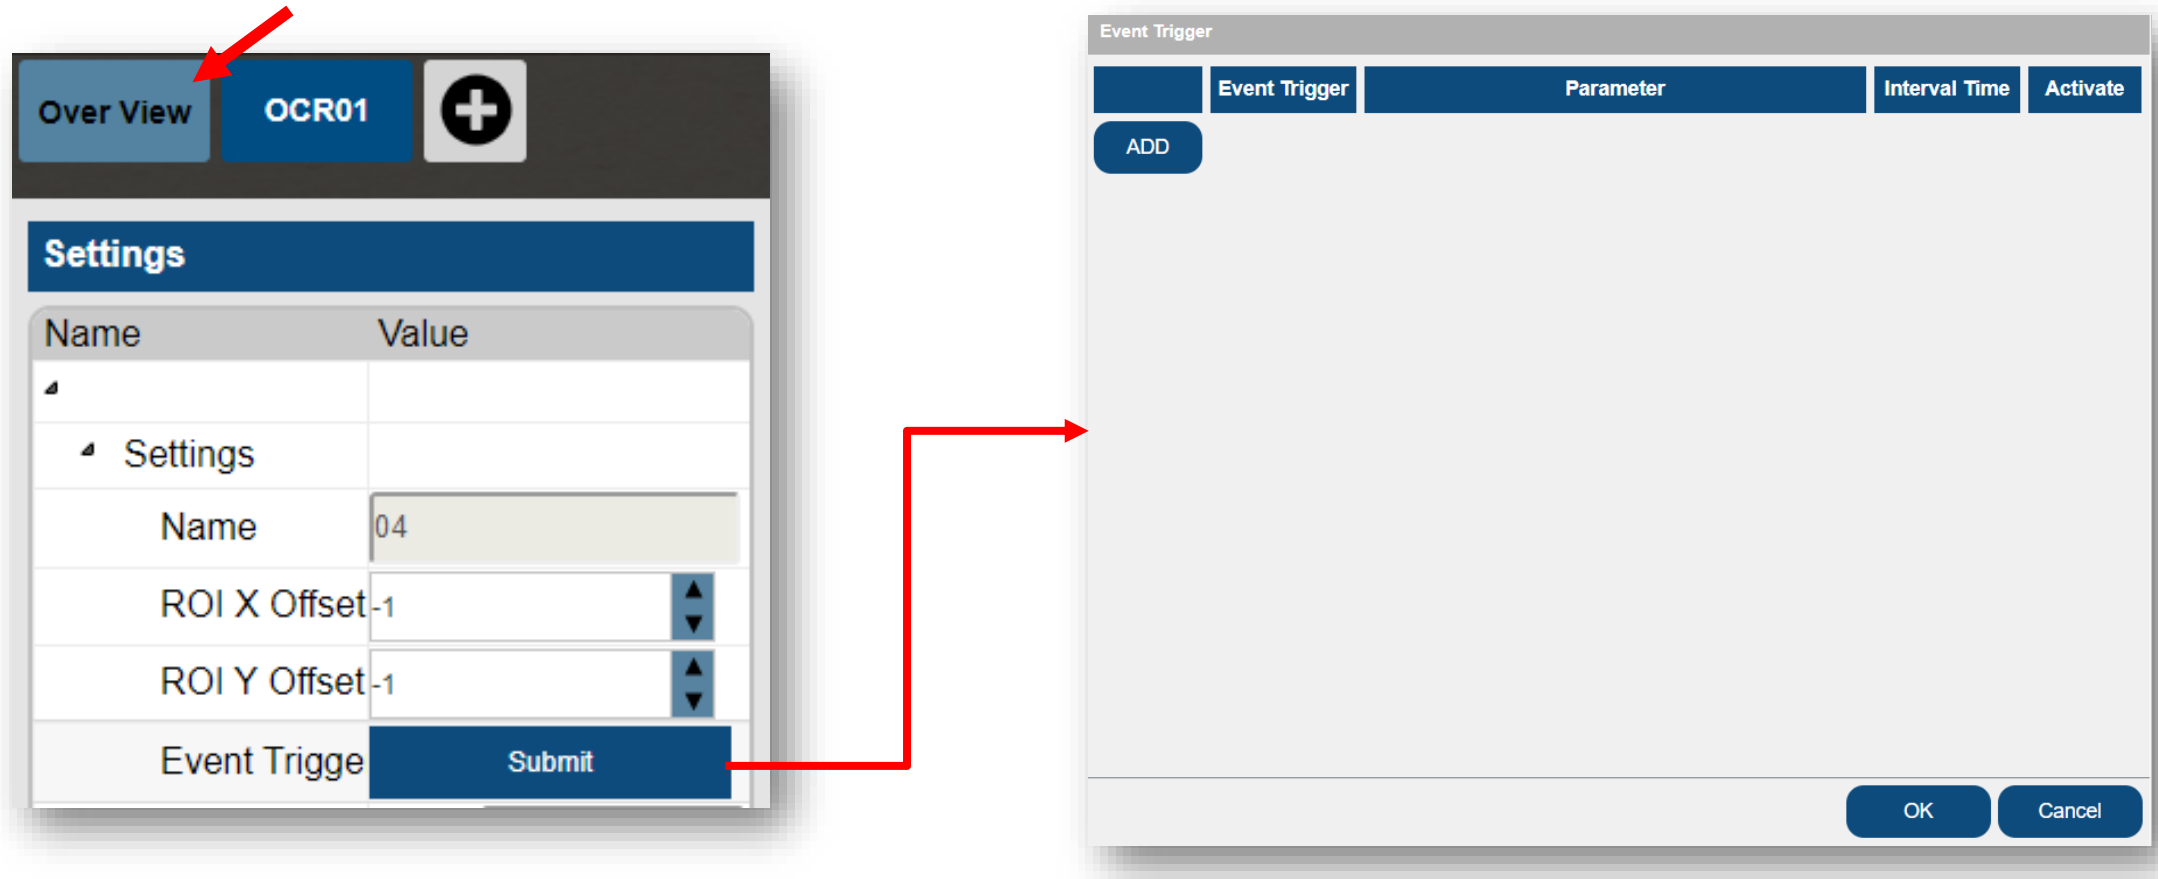 Over View
OCR01
Settings
Name Value
Settings
Name 04
ROI X Offset -1
ROI Y Offset -1
Event Trigge Submit
Event Trigger
Event Trigger Parameter Interval Time Activate
ADD
OK Cancel